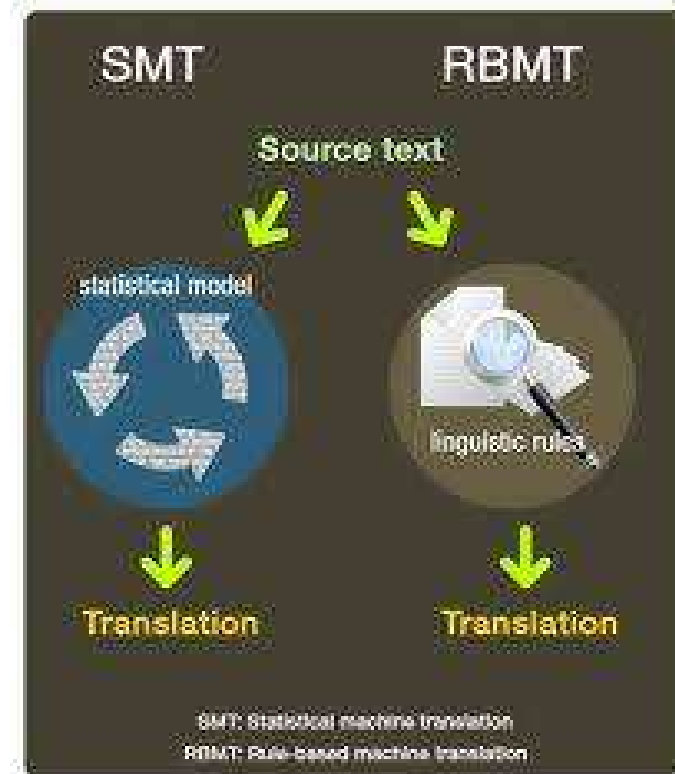 SMT
RBMT
Source text
statistical model
linguistic rules
Translation
Translation
SMT: Statistical machine translation
RBMT: Rule-based machine translation